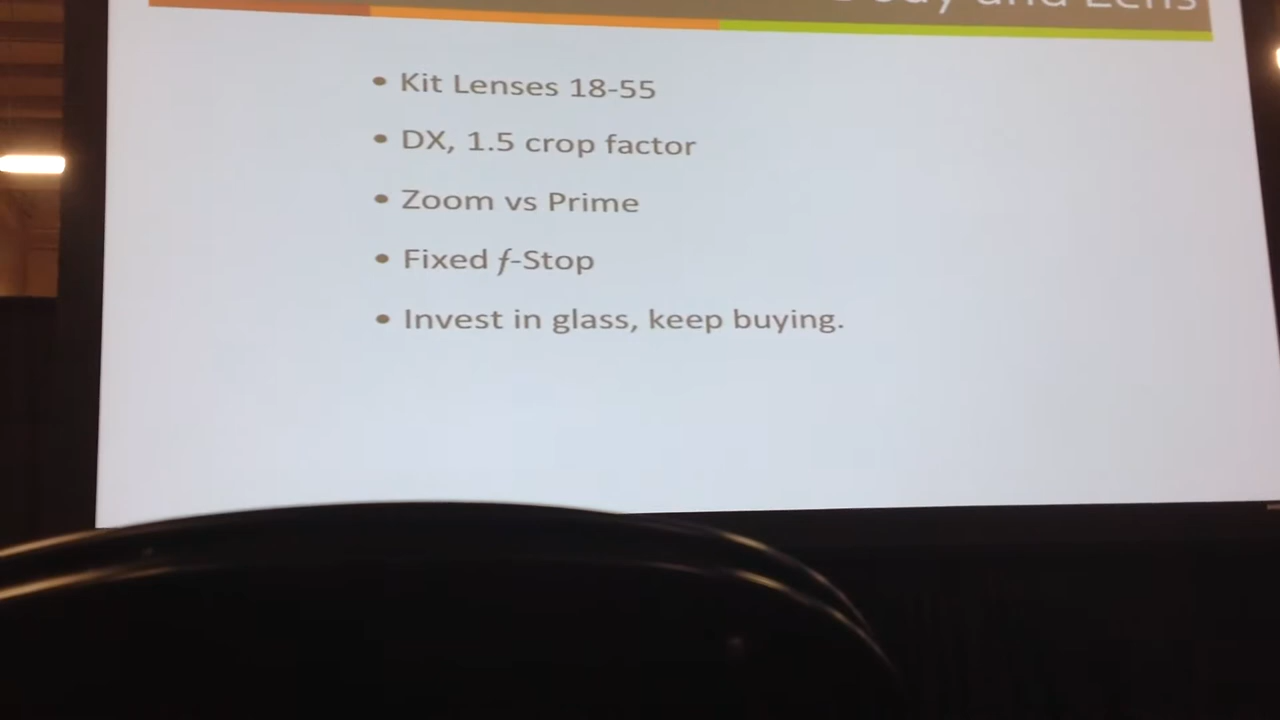 Body and Lens
• Kit Lenses 18-55
• DX, 1.5 crop factor
• Zoom vs Prime
• Fixed f-Stop
• Invest in glass, keep buying.